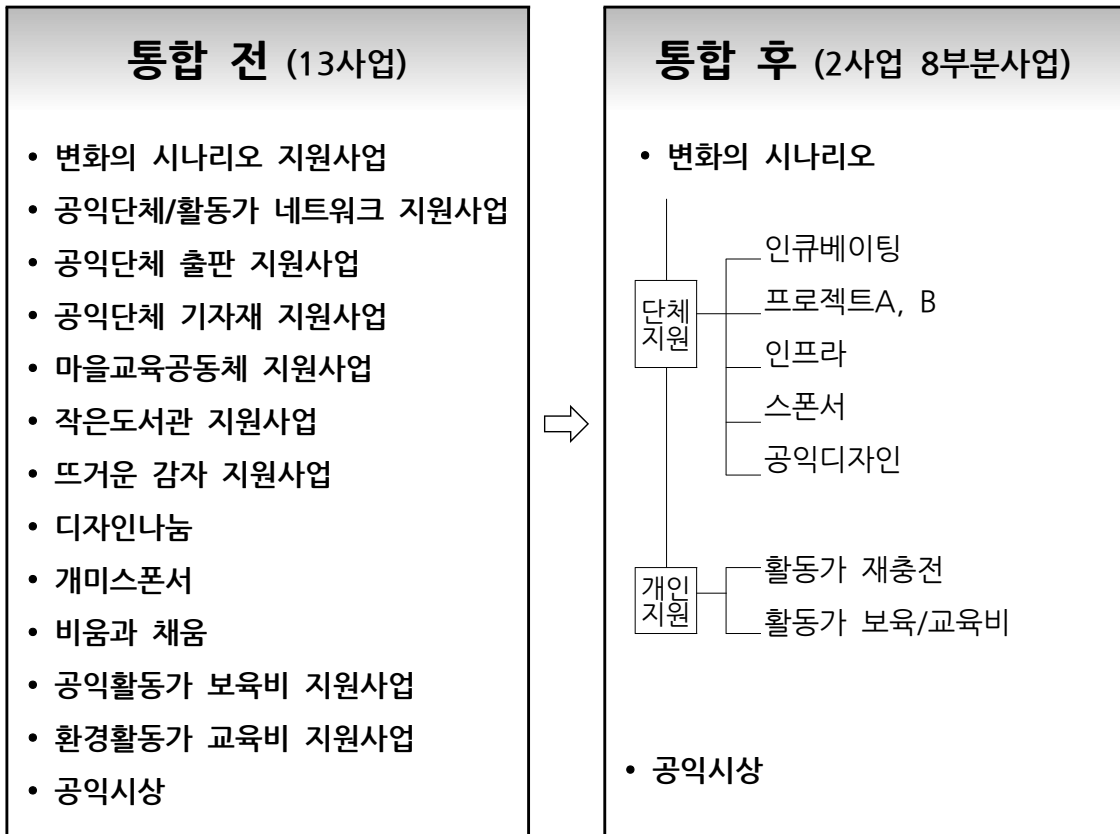 통합 전 (13사업)
• 변화의 시나리오 지원사업
• 공익단체/활동가 네트워크 지원사업
• 공익단체 출판 지원사업
• 공익단체 기자재 지원사업
• 마을교육공동체 지원사업
• 작은도서관 지원사업
• 뜨거운 감자 지원사업
• 디자인나눔
• 개미스폰서
• 비움과 채움
• 공익활동가 보육비 지원사업
• 환경활동가 교육비 지원사업
• 공익시상
통합 후 (2사업 8부분사업)
• 변화의 시나리오
단체
지원
인큐베이팅
프로젝트A, B
인프라
스폰서
공익디자인
개인
지원
활동가 재충전
활동가 보육/교육비
• 공익시상